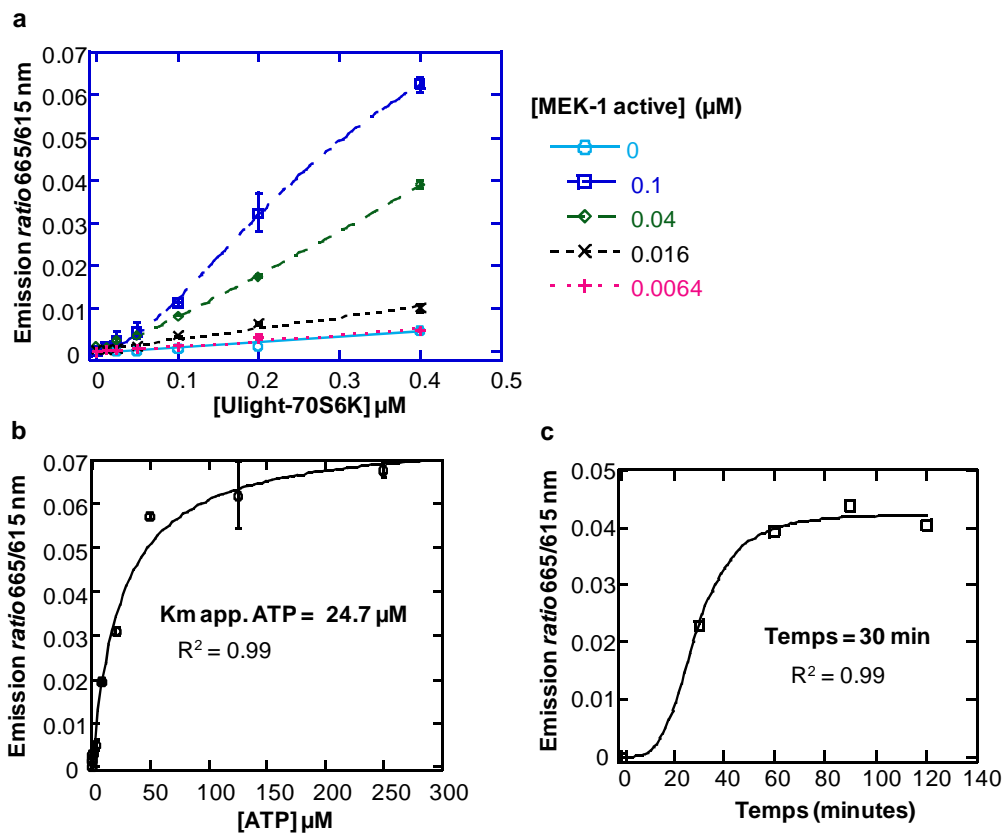 a
0.07
0.06
0.05
0.04
0.03
0.02
0.01
0
Emission ratio 665/615 nm
0 0.1 0.2 0.3 0.4 0.5
[Ulight-70S6K] µM
[MEK-1 active] (µM)
0
0.1
0.04
0.016
0.0064
b
0.07
0.06
0.05
0.04
0.03
0.02
0.01
0
Emission ratio 665/615 nm
Km app. ATP = 24.7 µM
R² = 0.99
0 50 100 150 200 250 300
[ATP] µM
c
0.05
0.04
0.03
0.02
0.01
0.00
Emission ratio 665/615 nm
Temps = 30 min
R² = 0.99
0 20 40 60 80 100 120 140
Temps (minutes)